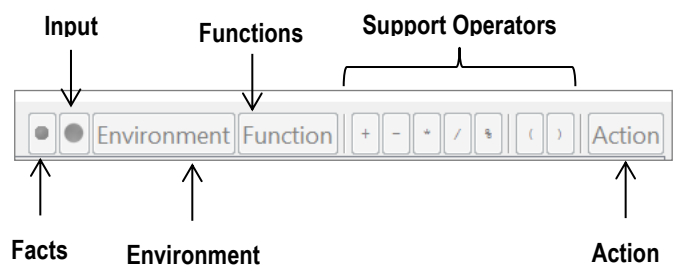 Input Functions Support Operators
Environment Function + - * / % ( ) Action
Facts Environment Action